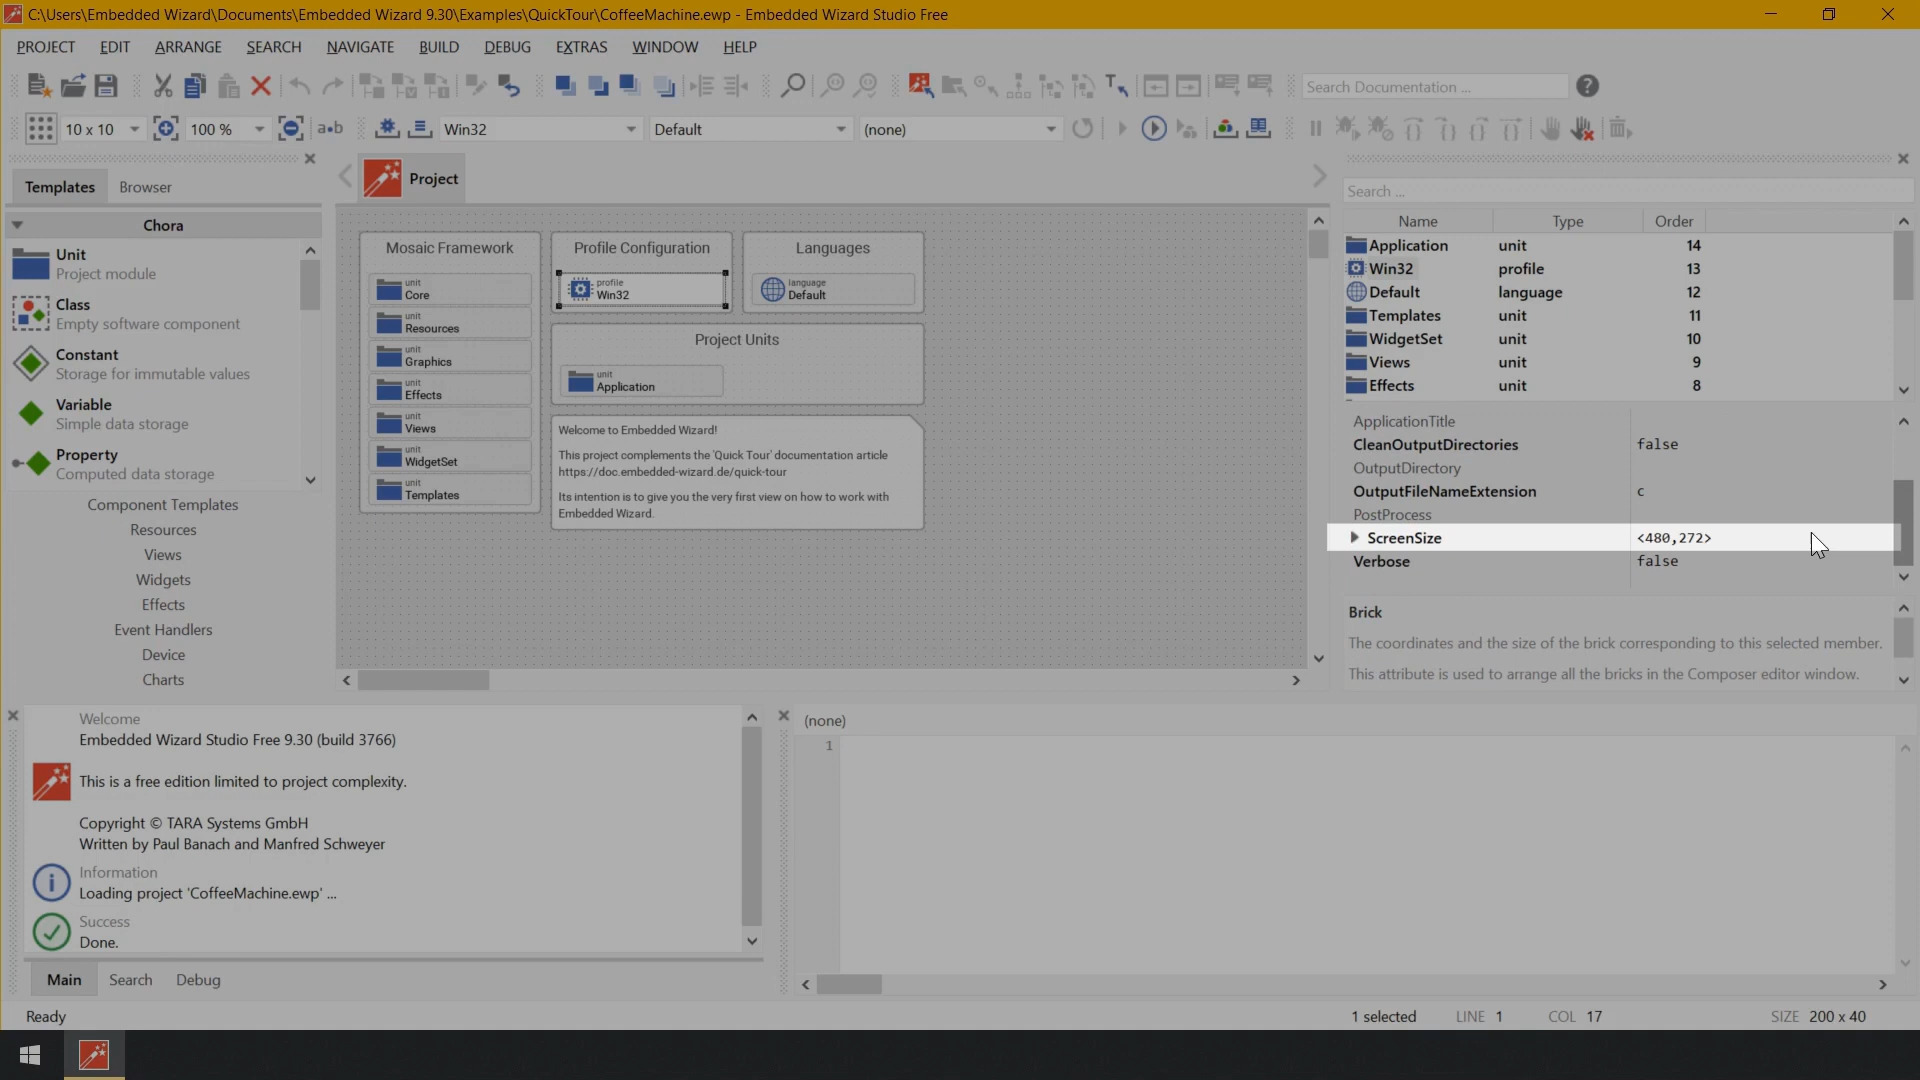 C:\Users\Embedded Wizard\Documents\Embedded Wizard 9.30\Examples\QuickTour\CoffeeMachine.ewp - Embedded Wizard Studio Free
PROJECT EDIT ARRANGE SEARCH NAVIGATE BUILD DEBUG EXTRAS WINDOW HELP
Search Documentation ...
10 x 10 100 % a•b Win32 Default (none)
Templates Browser
Chora
Unit
Project module
Class
Empty software component
Constant
Storage for immutable values
Variable
Simple data storage
Property
Computed data storage
Component Templates
Resources
Views
Widgets
Effects
Event Handlers
Device
Charts
Project
Mosaic Framework
unit
Core
unit
Resources
unit
Graphics
unit
Effects
unit
Views
unit
WidgetSet
unit
Templates
Profile Configuration
profile
Win32
Languages
language
Default
Project Units
unit
Application
Welcome to Embedded Wizard!
This project complements the 'Quick Tour' documentation article
https://doc.embedded-wizard.de/quick-tour
Its intention is to give you the very first view on how to work with
Embedded Wizard.
Search ...
Name Type Order
Application unit 14
Win32 profile 13
Default language 12
Templates unit 11
WidgetSet unit 10
Views unit 9
Effects unit 8
ApplicationTitle
CleanOutputDirectories false
OutputDirectory
OutputFileNameExtension c
PostProcess
ScreenSize <480,272>
Verbose false
Brick
The coordinates and the size of the brick corresponding to this selected member.
This attribute is used to arrange all the bricks in the Composer editor window.
Welcome
Embedded Wizard Studio Free 9.30 (build 3766)
This is a free edition limited to project complexity.
Copyright © TARA Systems GmbH
Written by Paul Banach and Manfred Schweyer
Information
Loading project 'CoffeeMachine.ewp' ...
Success
Done.
Main Search Debug
(none)
1
Ready
1 selected LINE 1 COL 17 SIZE 200 x 40